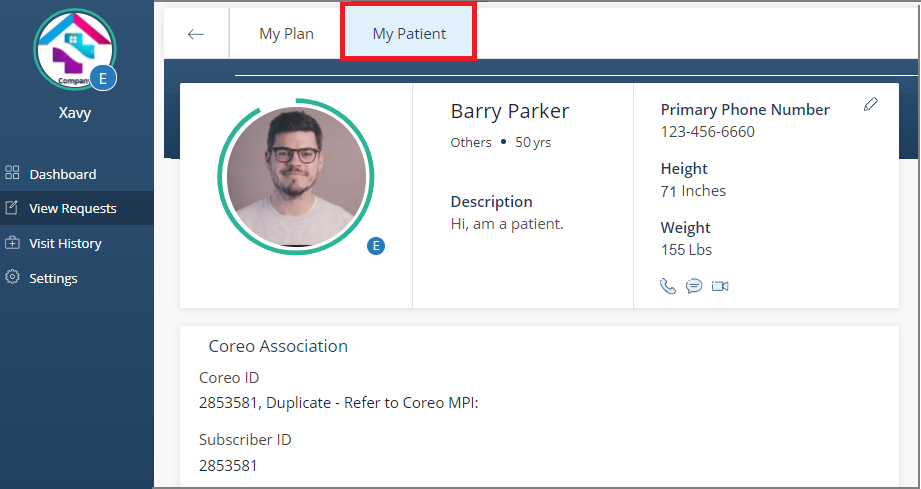 Company
E
Xavy
Dashboard
View Requests
Visit History
Settings
My Plan
My Patient
E
Barry Parker
Others • 50 yrs
Description
Hi, am a patient.
Primary Phone Number
123-456-6660
Height
71 Inches
Weight
155 Lbs
Coreo Association
Coreo ID
2853581, Duplicate - Refer to Coreo MPI:
Subscriber ID
2853581